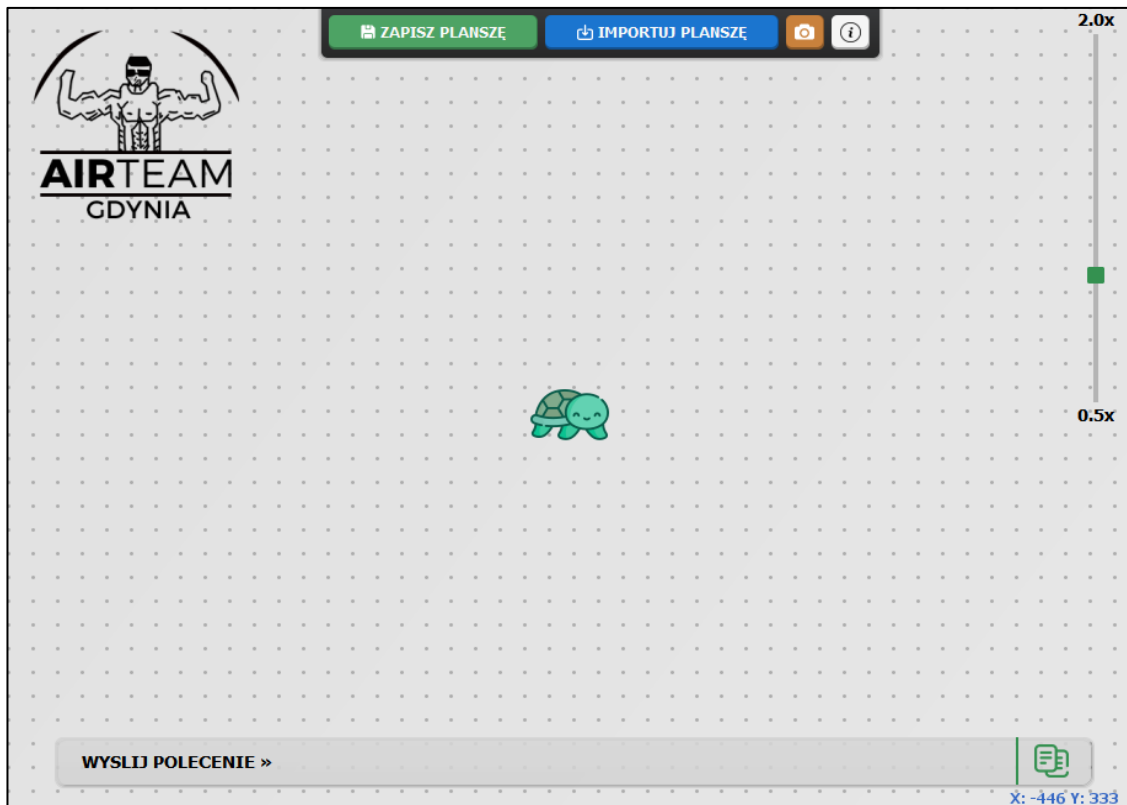 ZAPISZ PLANSZĘ
IMPORTUJ PLANSZĘ
i
2.0x
AIRTEAM
GDYNIA
0.5x
WYSLIJ POLECENIE »
X: -446 Y: 333